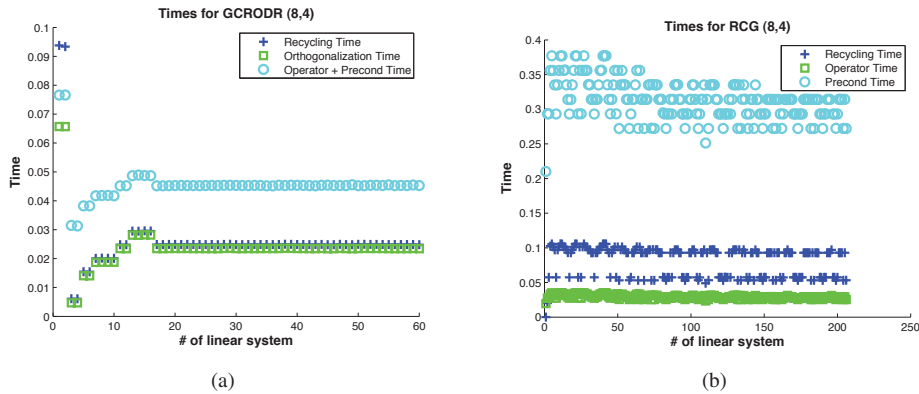 Times for GCRODR (8,4)
0.1
0.09
0.08
0.07
0.06
0.05
0.04
0.03
0.02
0.01
0
Time
Recycling Time
Orthogonalization Time
Operator + Precond Time
0 10 20 30 40 50 60
# of linear system
(a)
Times for RCG (8,4)
0.4
0.35
0.3
0.25
0.2
0.15
0.1
0.05
0
Time
Recycling Time
Operator Time
Precond Time
0 50 100 150 200 250
# of linear system
(b)